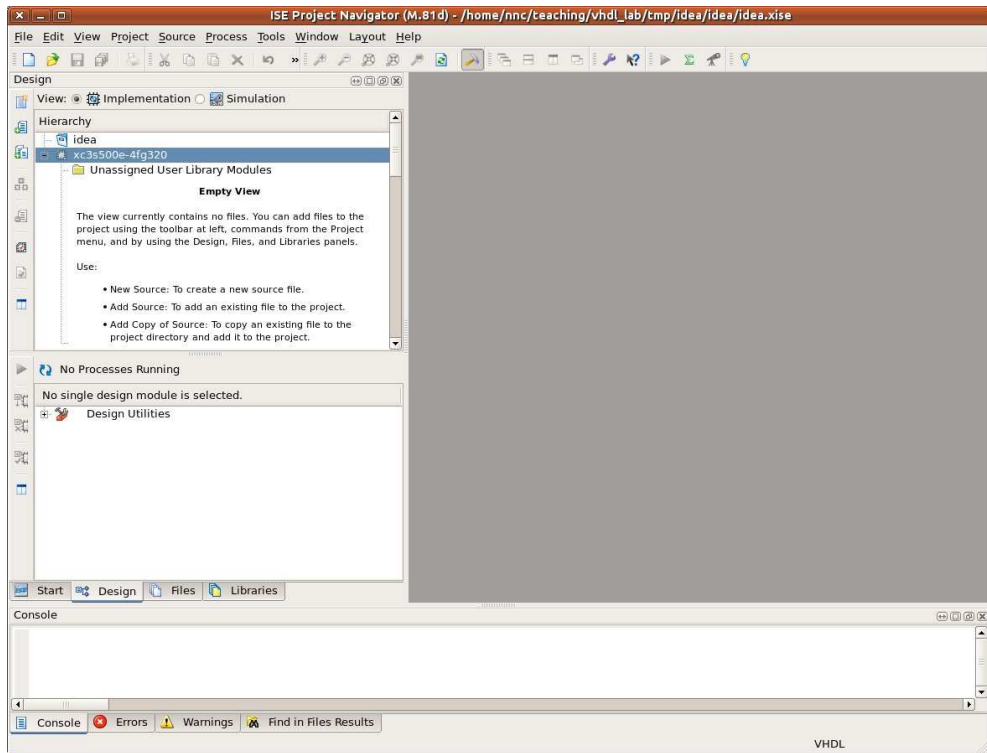 ISE Project Navigator (M.81d) - /home/nnc/teaching/vhdl_lab/tmp/idea/idea/idea.xise
File Edit View Project Source Process Tools Window Layout Help
Design
View: Implementation Simulation
Hierarchy
idea
xc3s500e-4fg320
Unassigned User Library Modules
Empty View
The view currently contains no files. You can add files to the
project using the toolbar at left, commands from the Project
menu, and by using the Design, Files, and Libraries panels.
Use:
• New Source: To create a new source file.
• Add Source: To add an existing file to the project.
• Add Copy of Source: To copy an existing file to the
project directory and add it to the project.
No Processes Running
No single design module is selected.
Design Utilities
Start Design Files Libraries
Console
Console Errors Warnings Find in Files Results
VHDL